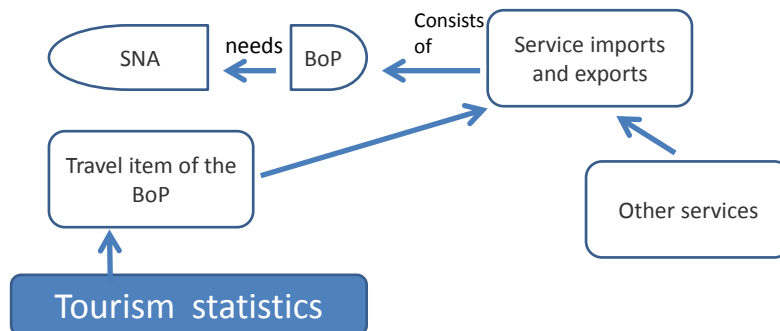 SNA
needs
BoP
Consists
of
Service imports
and exports
Travel item of the
BoP
Other services
Tourism statistics